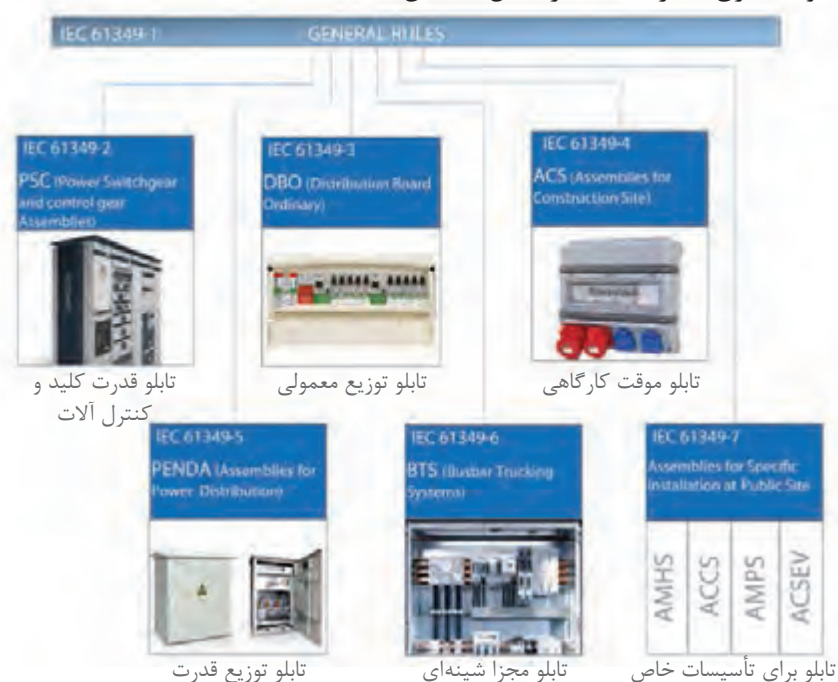 IEC 61349-1 GENERAL RULES
IEC 61349-2
PSC (Power Switchgear
and control gear
Assemblies)
تابلو قدرت کلید و
کنترل آلات
IEC 61349-3
DBO (Distribution Board
Ordinary)
تابلو توزیع معمولی
IEC 61349-4
ACS (Assemblies for
Construction Site)
تابلو موقت کارگاهی
IEC 61349-5
PENDA (Assemblies for
Power Distribution)
تابلو توزیع قدرت
IEC 61349-6
BTS (Busbar Trucking
Systems)
تابلو مجزا شینه‌ای
IEC 61349-7
Assemblies for Specific
Installation at Public Site
AMHS
ACCS
AMPS
ACSEV
تابلو برای تأسیسات خاص